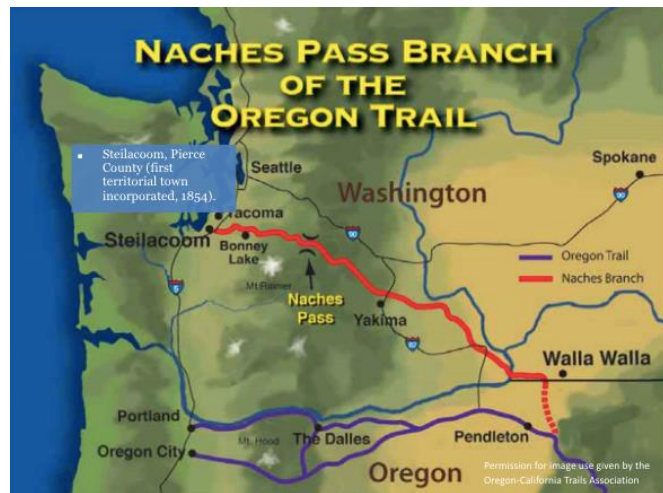 NACHES PASS BRANCH
OF THE
OREGON TRAIL
▪ Steilacoom, Pierce
County (first
territorial town
incorporated, 1854).
Seattle
Spokane
Washington
90
Tacoma
Steilacoom
Bonney
Lake
90
Oregon Trail
Naches Branch
5
Mt Rainier
Naches
Pass
Yakima
82
Walla Walla
Portland
Oregon City
Mt. Hood
The Dalles
Pendleton
Oregon
Permission for image use given by the
Oregon-California Trails Association